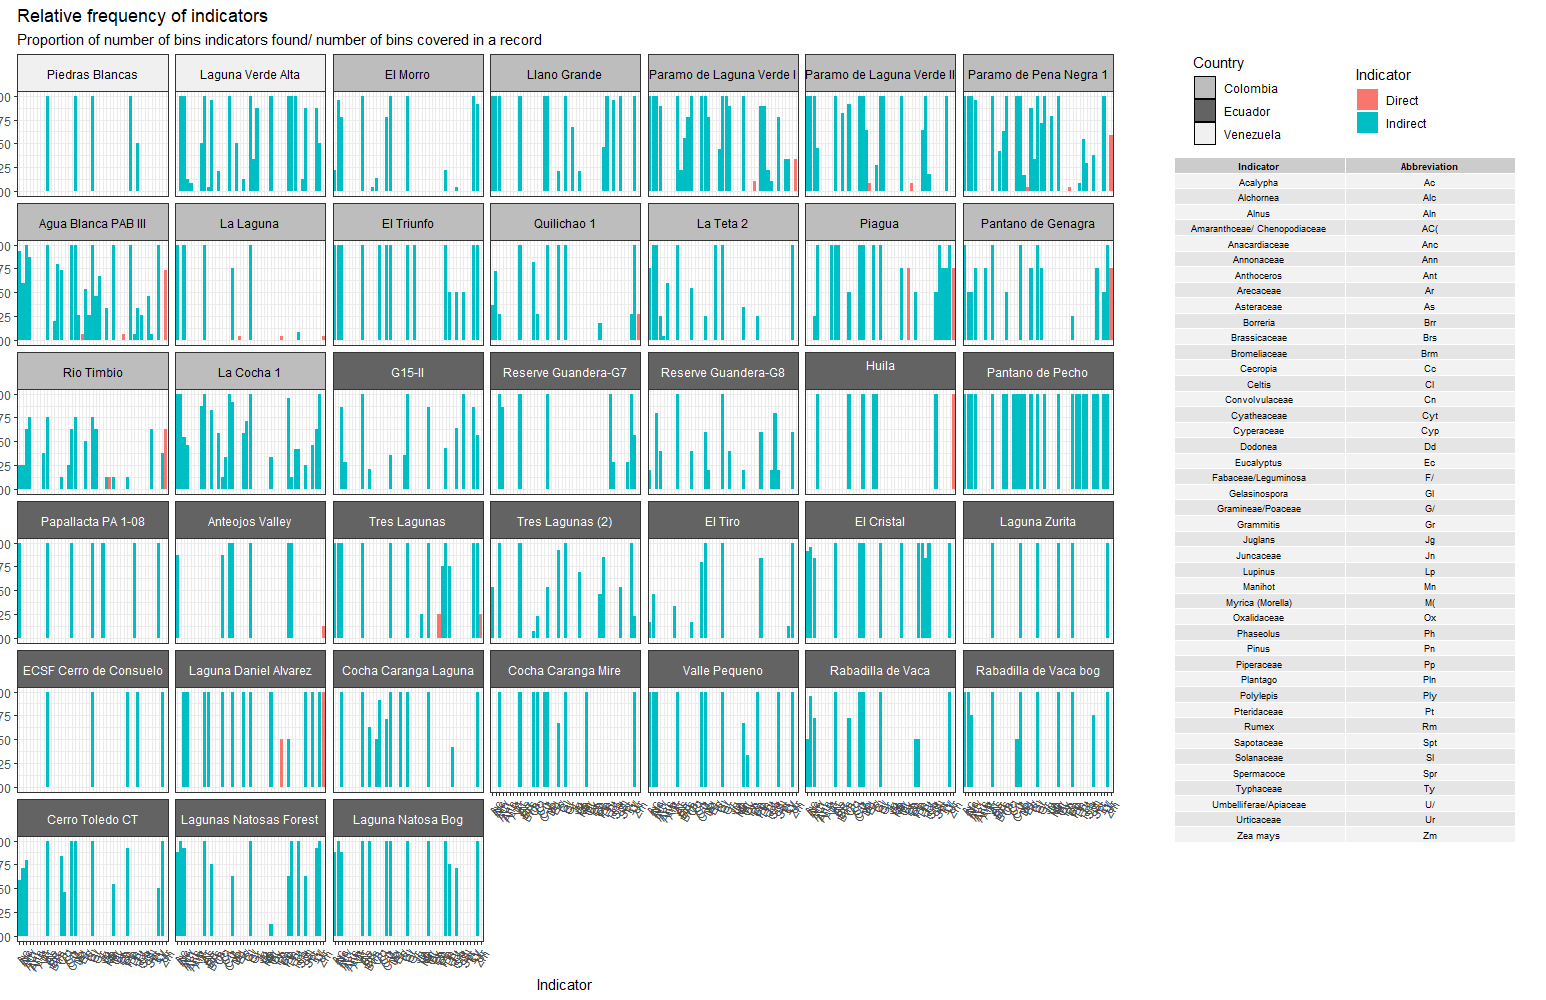 Relative frequency of indicators
Proportion of number of bins indicators found/ number of bins covered in a record
Piedras Blancas
Laguna Verde Alta
El Morro
Llano Grande
Paramo de Laguna Verde I
Paramo de Laguna Verde II
Paramo de Pena Negra 1
Agua Blanca PAB III
La Laguna
El Triunfo
Quilichao 1
La Teta 2
Piagua
Pantano de Genagra
Rio Timbio
La Cocha 1
G15-II
Reserve Guandera-G7
Reserve Guandera-G8
Huila
Pantano de Pecho
Papallacta PA 1-08
Anteojos Valley
Tres Lagunas
Tres Lagunas (2)
El Tiro
El Cristal
Laguna Zurita
ECSF Cerro de Consuelo
Laguna Daniel Alvarez
Cocha Caranga Laguna
Cocha Caranga Mire
Valle Pequeno
Rabadilla de Vaca
Rabadilla de Vaca bog
Cerro Toledo CT
Lagunas Natosas Forest
Laguna Natosa Bog
Indicator
Country
Colombia
Ecuador
Venezuela
Indicator
Direct
Indirect
Indicator Abbreviation
Acalypha Ac
Alchornea Alc
Alnus Aln
Amaranthceae/ Chenopodiaceae AC(
Anacardiaceae Anc
Annonaceae Ann
Anthoceros Ant
Arecaceae Ar
Asteraceae As
Borreria Brr
Brassicaceae Brs
Bromeliaceae Brm
Cecropia Cc
Celtis Cl
Convolvulaceae Cn
Cyatheaceae Cyt
Cyperaceae Cyp
Dodonea Dd
Eucalyptus Ec
Fabaceae/Leguminosa F/
Gelasinospora Gl
Gramineae/Poaceae G/
Grammitis Gr
Juglans Jg
Juncaceae Jn
Lupinus Lp
Manihot Mn
Myrica (Morella) M(
Oxalidaceae Ox
Phaseolus Ph
Pinus Pn
Piperaceae Pp
Plantago Pln
Polylepis Ply
Pteridaceae Pt
Rumex Rm
Sapotaceae Spt
Solanaceae Sl
Spermacoce Spr
Typhaceae Ty
Umbelliferae/Apiaceae U/
Urticaceae Ur
Zea mays Zm